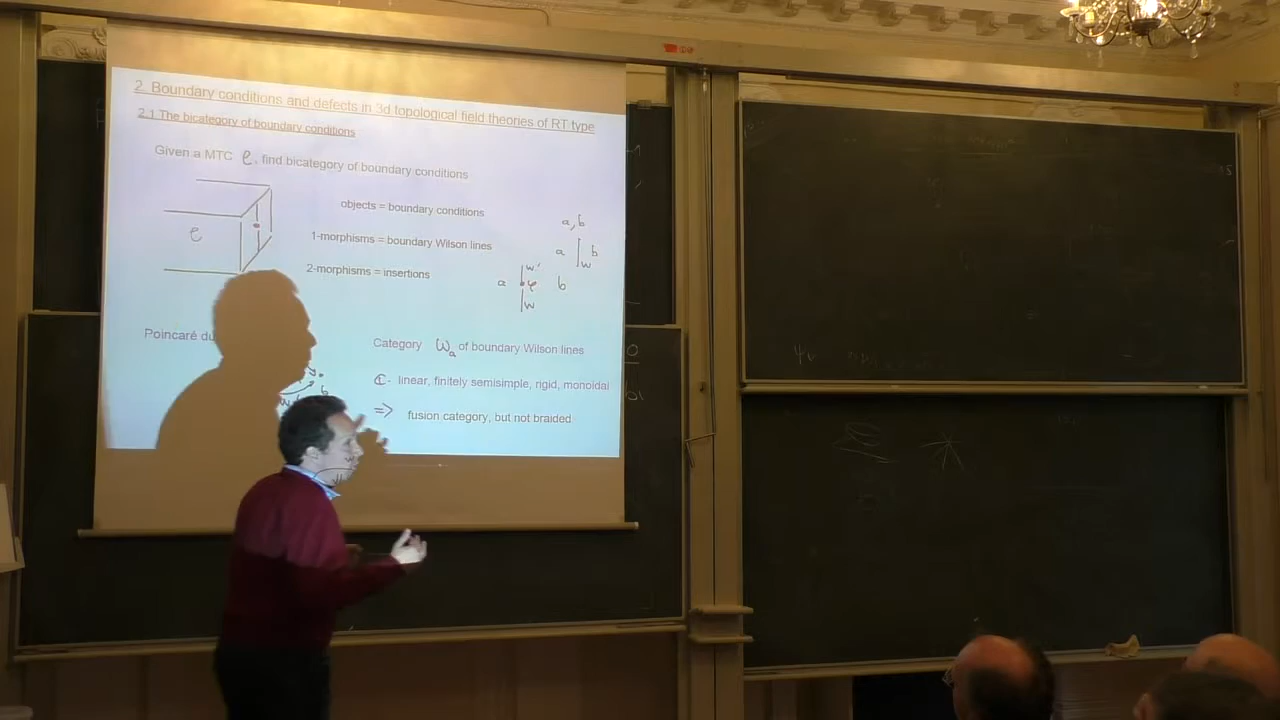 2. Boundary conditions and defects in 3d topological field theories of RT type
2.1 The bicategory of boundary conditions
Given a MTC C, find bicategory of boundary conditions
objects = boundary conditions
a, b
C
1-morphisms = boundary Wilson lines
a | b
w
2-morphisms = insertions
w'
a φ b
w
Poincaré du
Category W_a of boundary Wilson lines
ℂ- linear, finitely semisimple, rigid, monoidal
=> fusion category, but not braided